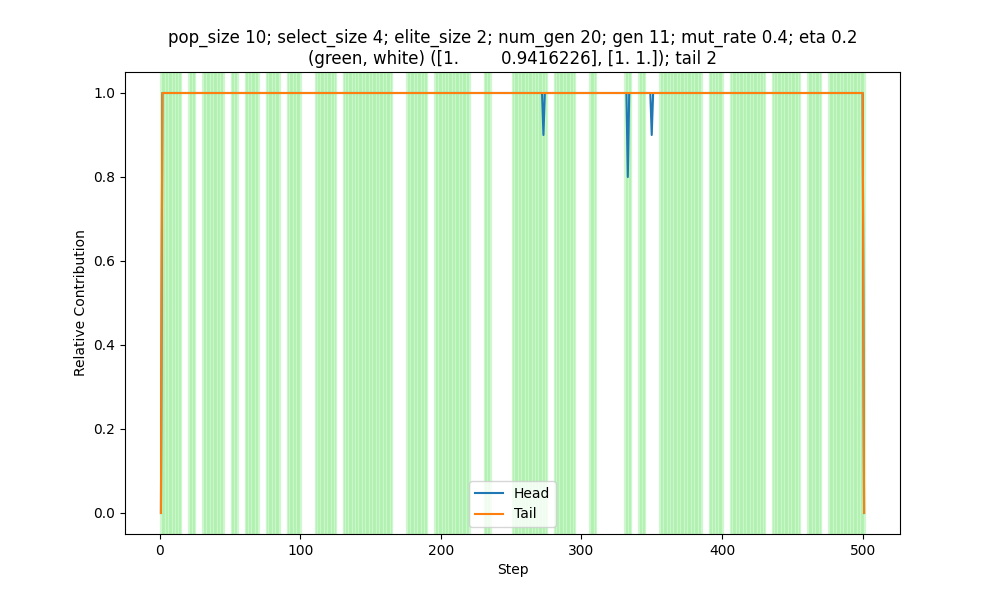 pop_size 10; select_size 4; elite_size 2; num_gen 20; gen 11; mut_rate 0.4; eta 0.2
(green, white) ([1. 0.9416226], [1. 1.]); tail 2
Relative Contribution
1.0
0.8
0.6
0.4
0.2
0.0
Head
Tail
0 100 200 300 400 500
Step